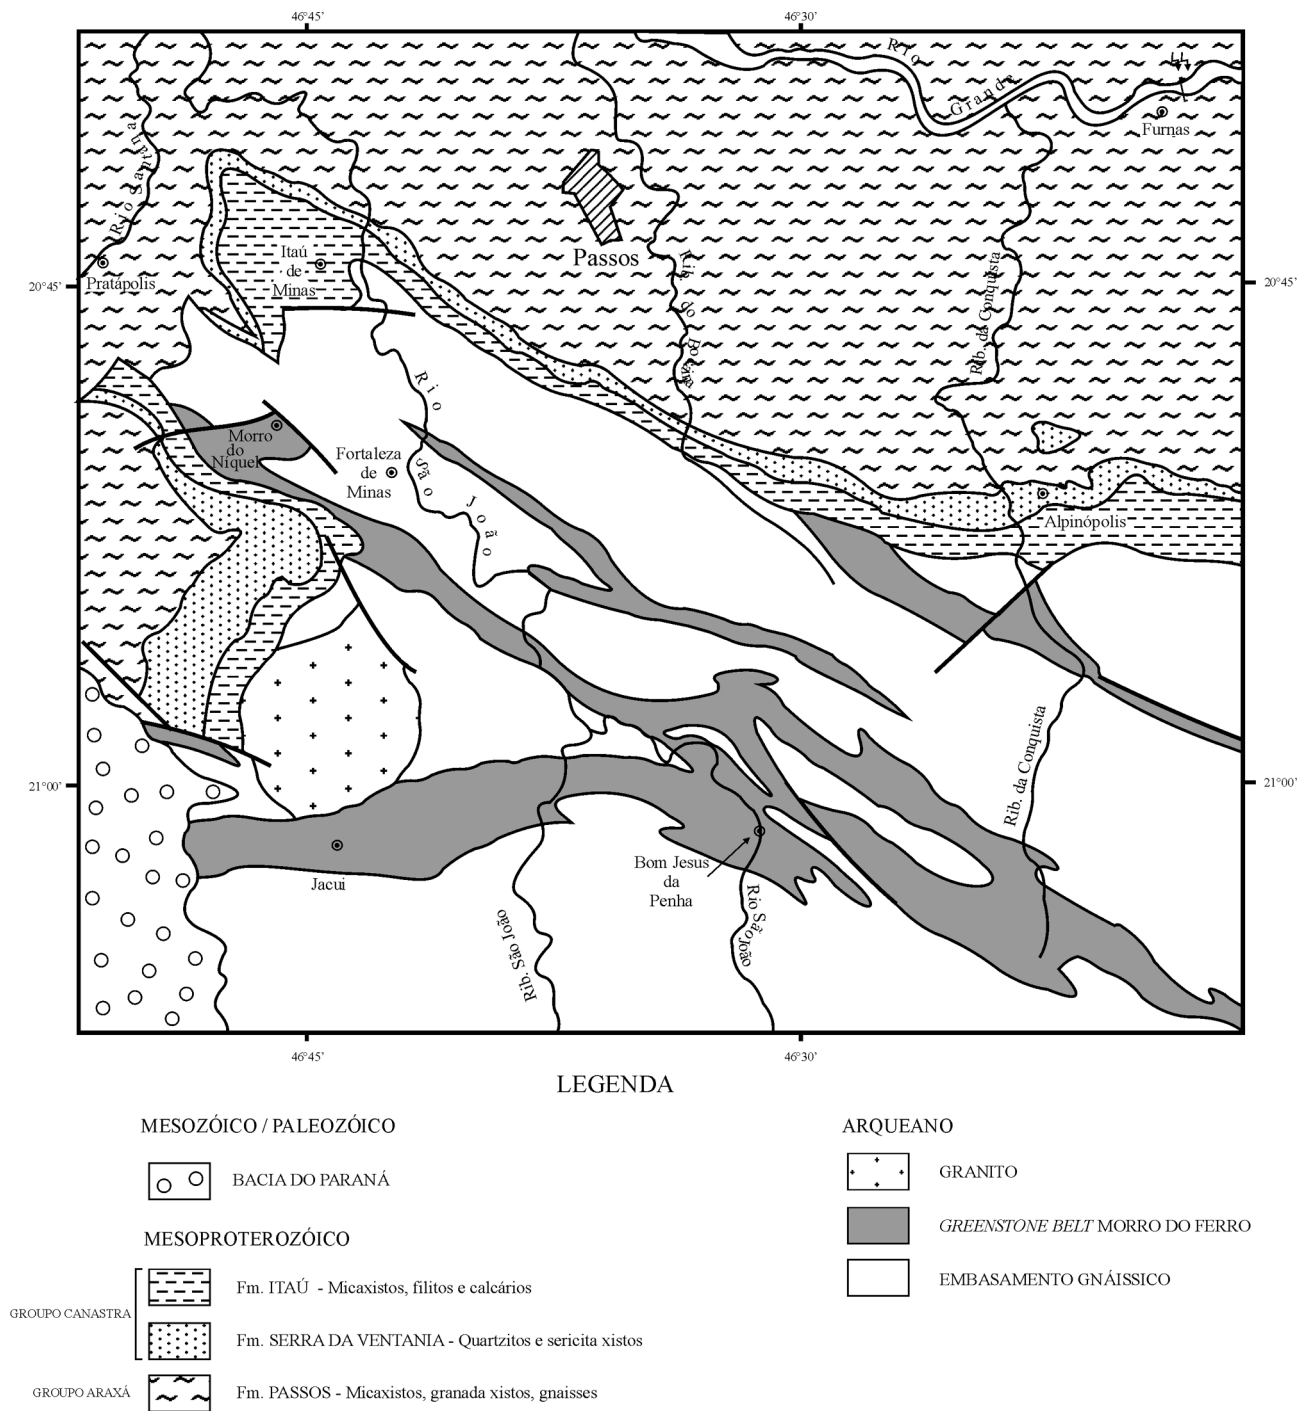 46°45’
46°30’
Rio
Grande
Furnas
Rio Santana
Passos
Itaú
de
Minas
Pratápolis
20°45’
20°45’
Rib. do Bocaina
Rib. da Conquista
Rio
São
João
Morro
do
Níquel
Fortaleza
de
Minas
Alpinópolis
Rib. da Conquista
21°00’
21°00’
Bom Jesus
da
Penha
Jacui
Rib. São João
Rio São João
46°45’
46°30’
LEGENDA
MESOZÓICO / PALEOZÓICO
BACIA DO PARANÁ
MESOPROTEROZÓICO
GROUPO CANASTRA
Fm. ITAÚ - Micaxistos, filitos e calcários
Fm. SERRA DA VENTANIA - Quartzitos e sericita xistos
GROUPO ARAXÁ
Fm. PASSOS - Micaxistos, granada xistos, gnaisses
ARQUEANO
GRANITO
GREENSTONE BELT MORRO DO FERRO
EMBASAMENTO GNÁISSICO